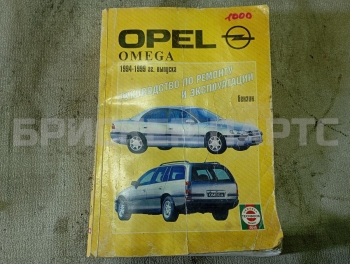 1000
OPEL
OMEGA
1994-1999 гг. выпуска
РУКОВОДСТВО ПО РЕМОНТУ
И ЭКСПЛУАТАЦИИ
Бензин